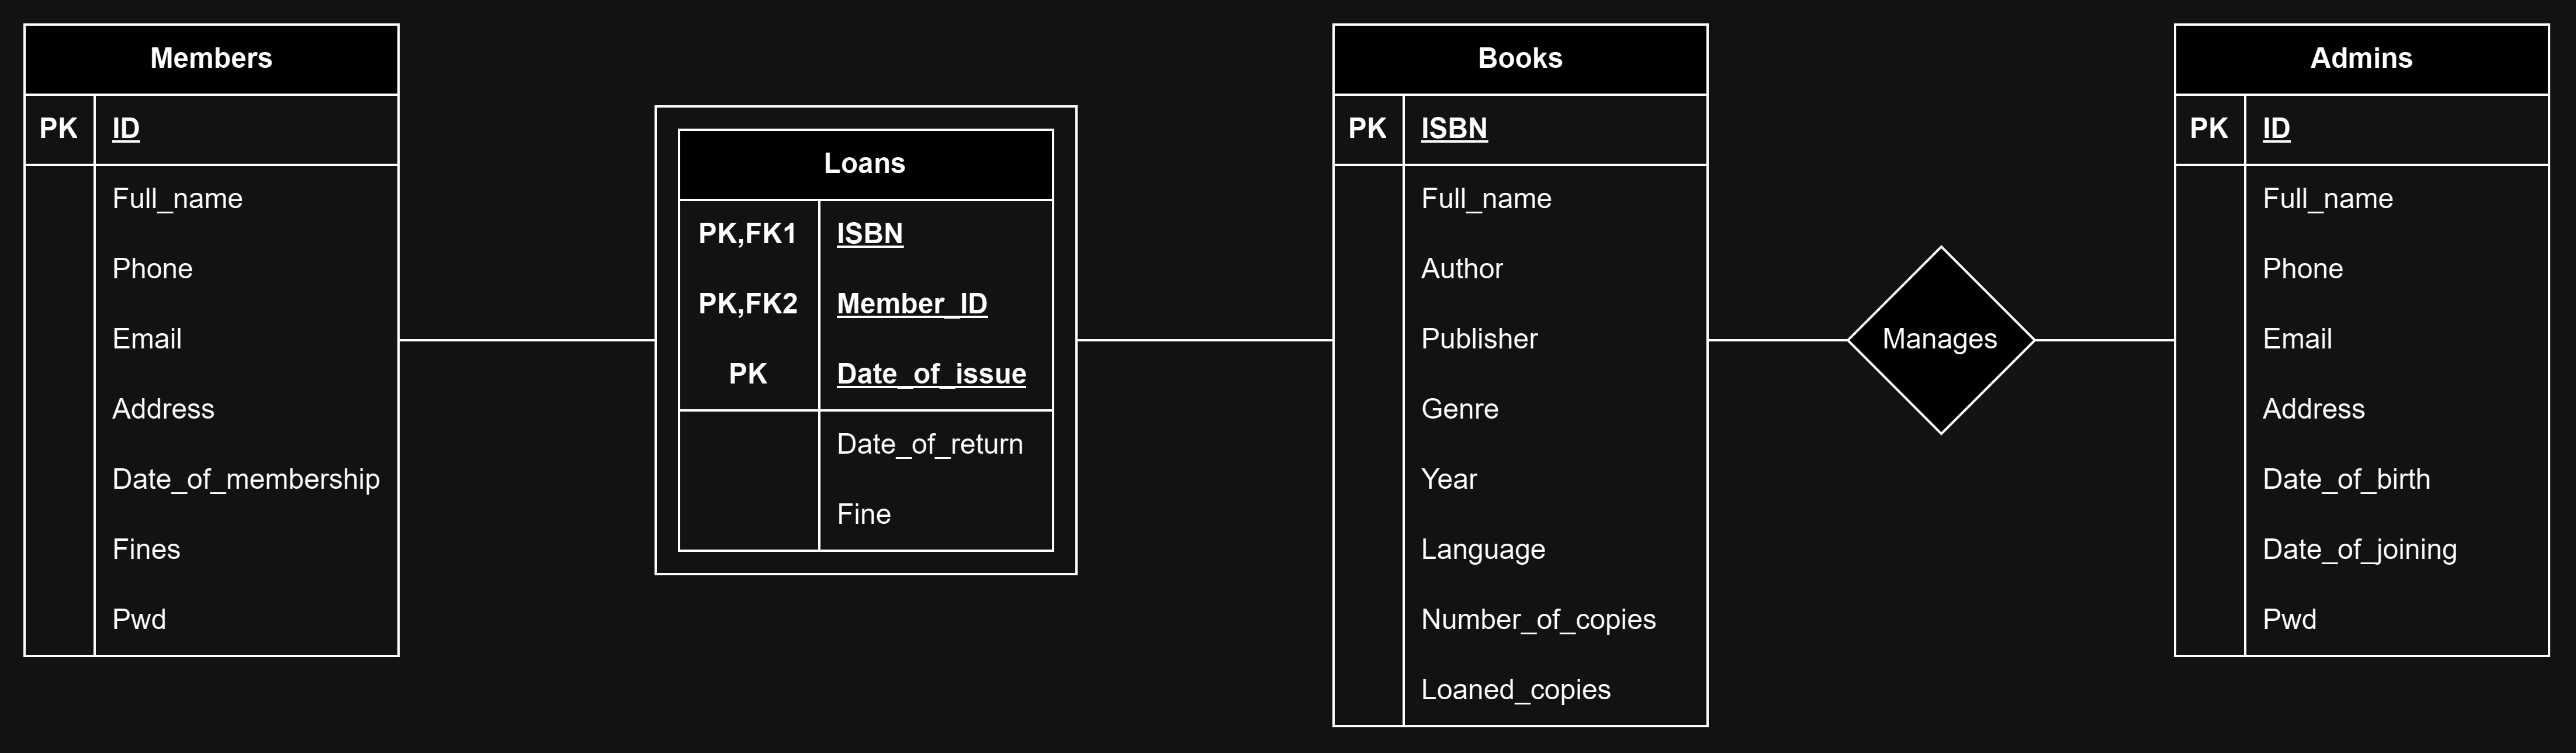 Members
PK ID
Full_name
Phone
Email
Address
Date_of_membership
Fines
Pwd
Loans
PK,FK1 ISBN
PK,FK2 Member_ID
PK Date_of_issue
Date_of_return
Fine
Books
PK ISBN
Full_name
Author
Publisher
Genre
Year
Language
Number_of_copies
Loaned_copies
Manages
Admins
PK ID
Full_name
Phone
Email
Address
Date_of_birth
Date_of_joining
Pwd